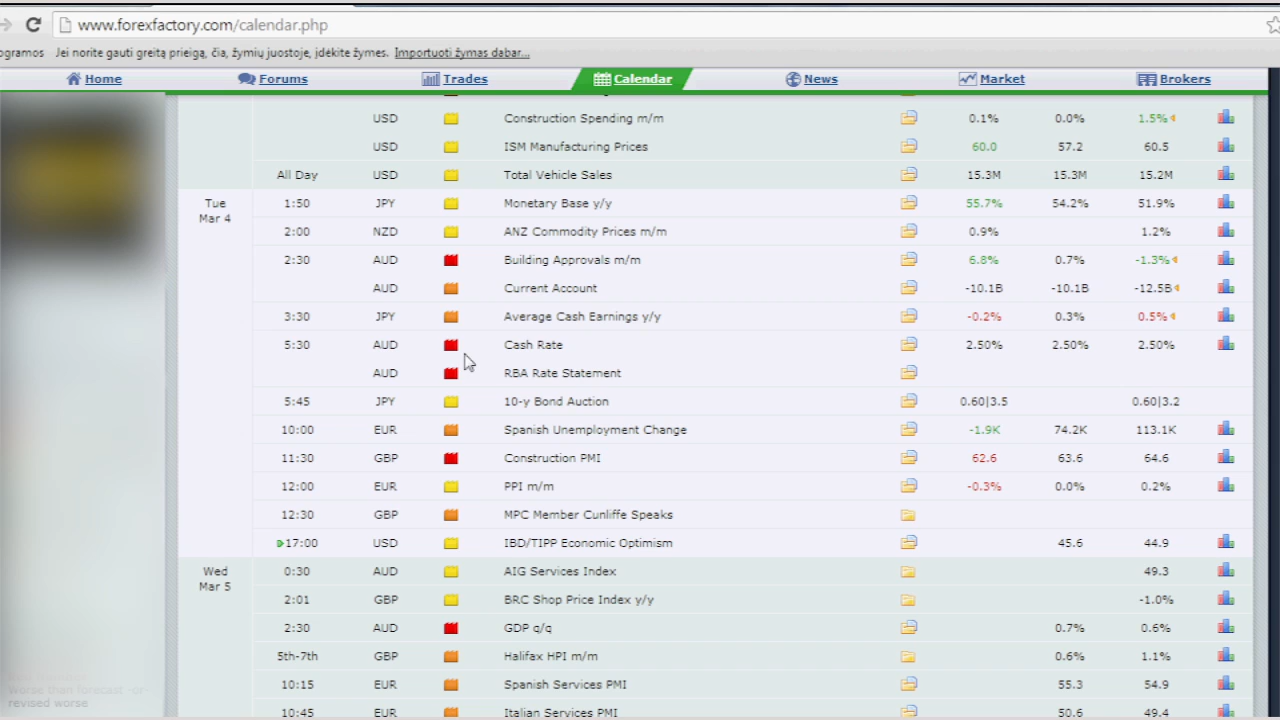 www.forexfactory.com/calendar.php
ogramos Jei norite gauti greitą prieigą, čia, žymių juostoje, įdėkite žymes. Importuoti žymas dabar...
Home Forums Trades Calendar News Market Brokers
USD Construction Spending m/m 0.1% 0.0% 1.5%
USD ISM Manufacturing Prices 60.0 57.2 60.5
All Day USD Total Vehicle Sales 15.3M 15.3M 15.2M
Tue 1:50 JPY Monetary Base y/y 55.7% 54.2% 51.9%
Mar 4
2:00 NZD ANZ Commodity Prices m/m 0.9% 1.2%
2:30 AUD Building Approvals m/m 6.8% 0.7% -1.3%
AUD Current Account -10.1B -10.1B -12.5B
3:30 JPY Average Cash Earnings y/y -0.2% 0.3% 0.5%
5:30 AUD Cash Rate 2.50% 2.50% 2.50%
AUD RBA Rate Statement
5:45 JPY 10-y Bond Auction 0.60|3.5 0.60|3.2
10:00 EUR Spanish Unemployment Change -1.9K 74.2K 113.1K
11:30 GBP Construction PMI 62.6 63.6 64.6
12:00 EUR PPI m/m -0.3% 0.0% 0.2%
12:30 GBP MPC Member Cunliffe Speaks
17:00 USD IBD/TIPP Economic Optimism 45.6 44.9
Wed 0:30 AUD AIG Services Index 49.3
Mar 5
2:01 GBP BRC Shop Price Index y/y -1.0%
2:30 AUD GDP q/q 0.7% 0.6%
5th-7th GBP Halifax HPI m/m 0.6% 1.1%
10:15 EUR Spanish Services PMI 55.3 54.9
Worse than forecast -or
revised worse
10:45 EUR Italian Services PMI 50.6 49.4